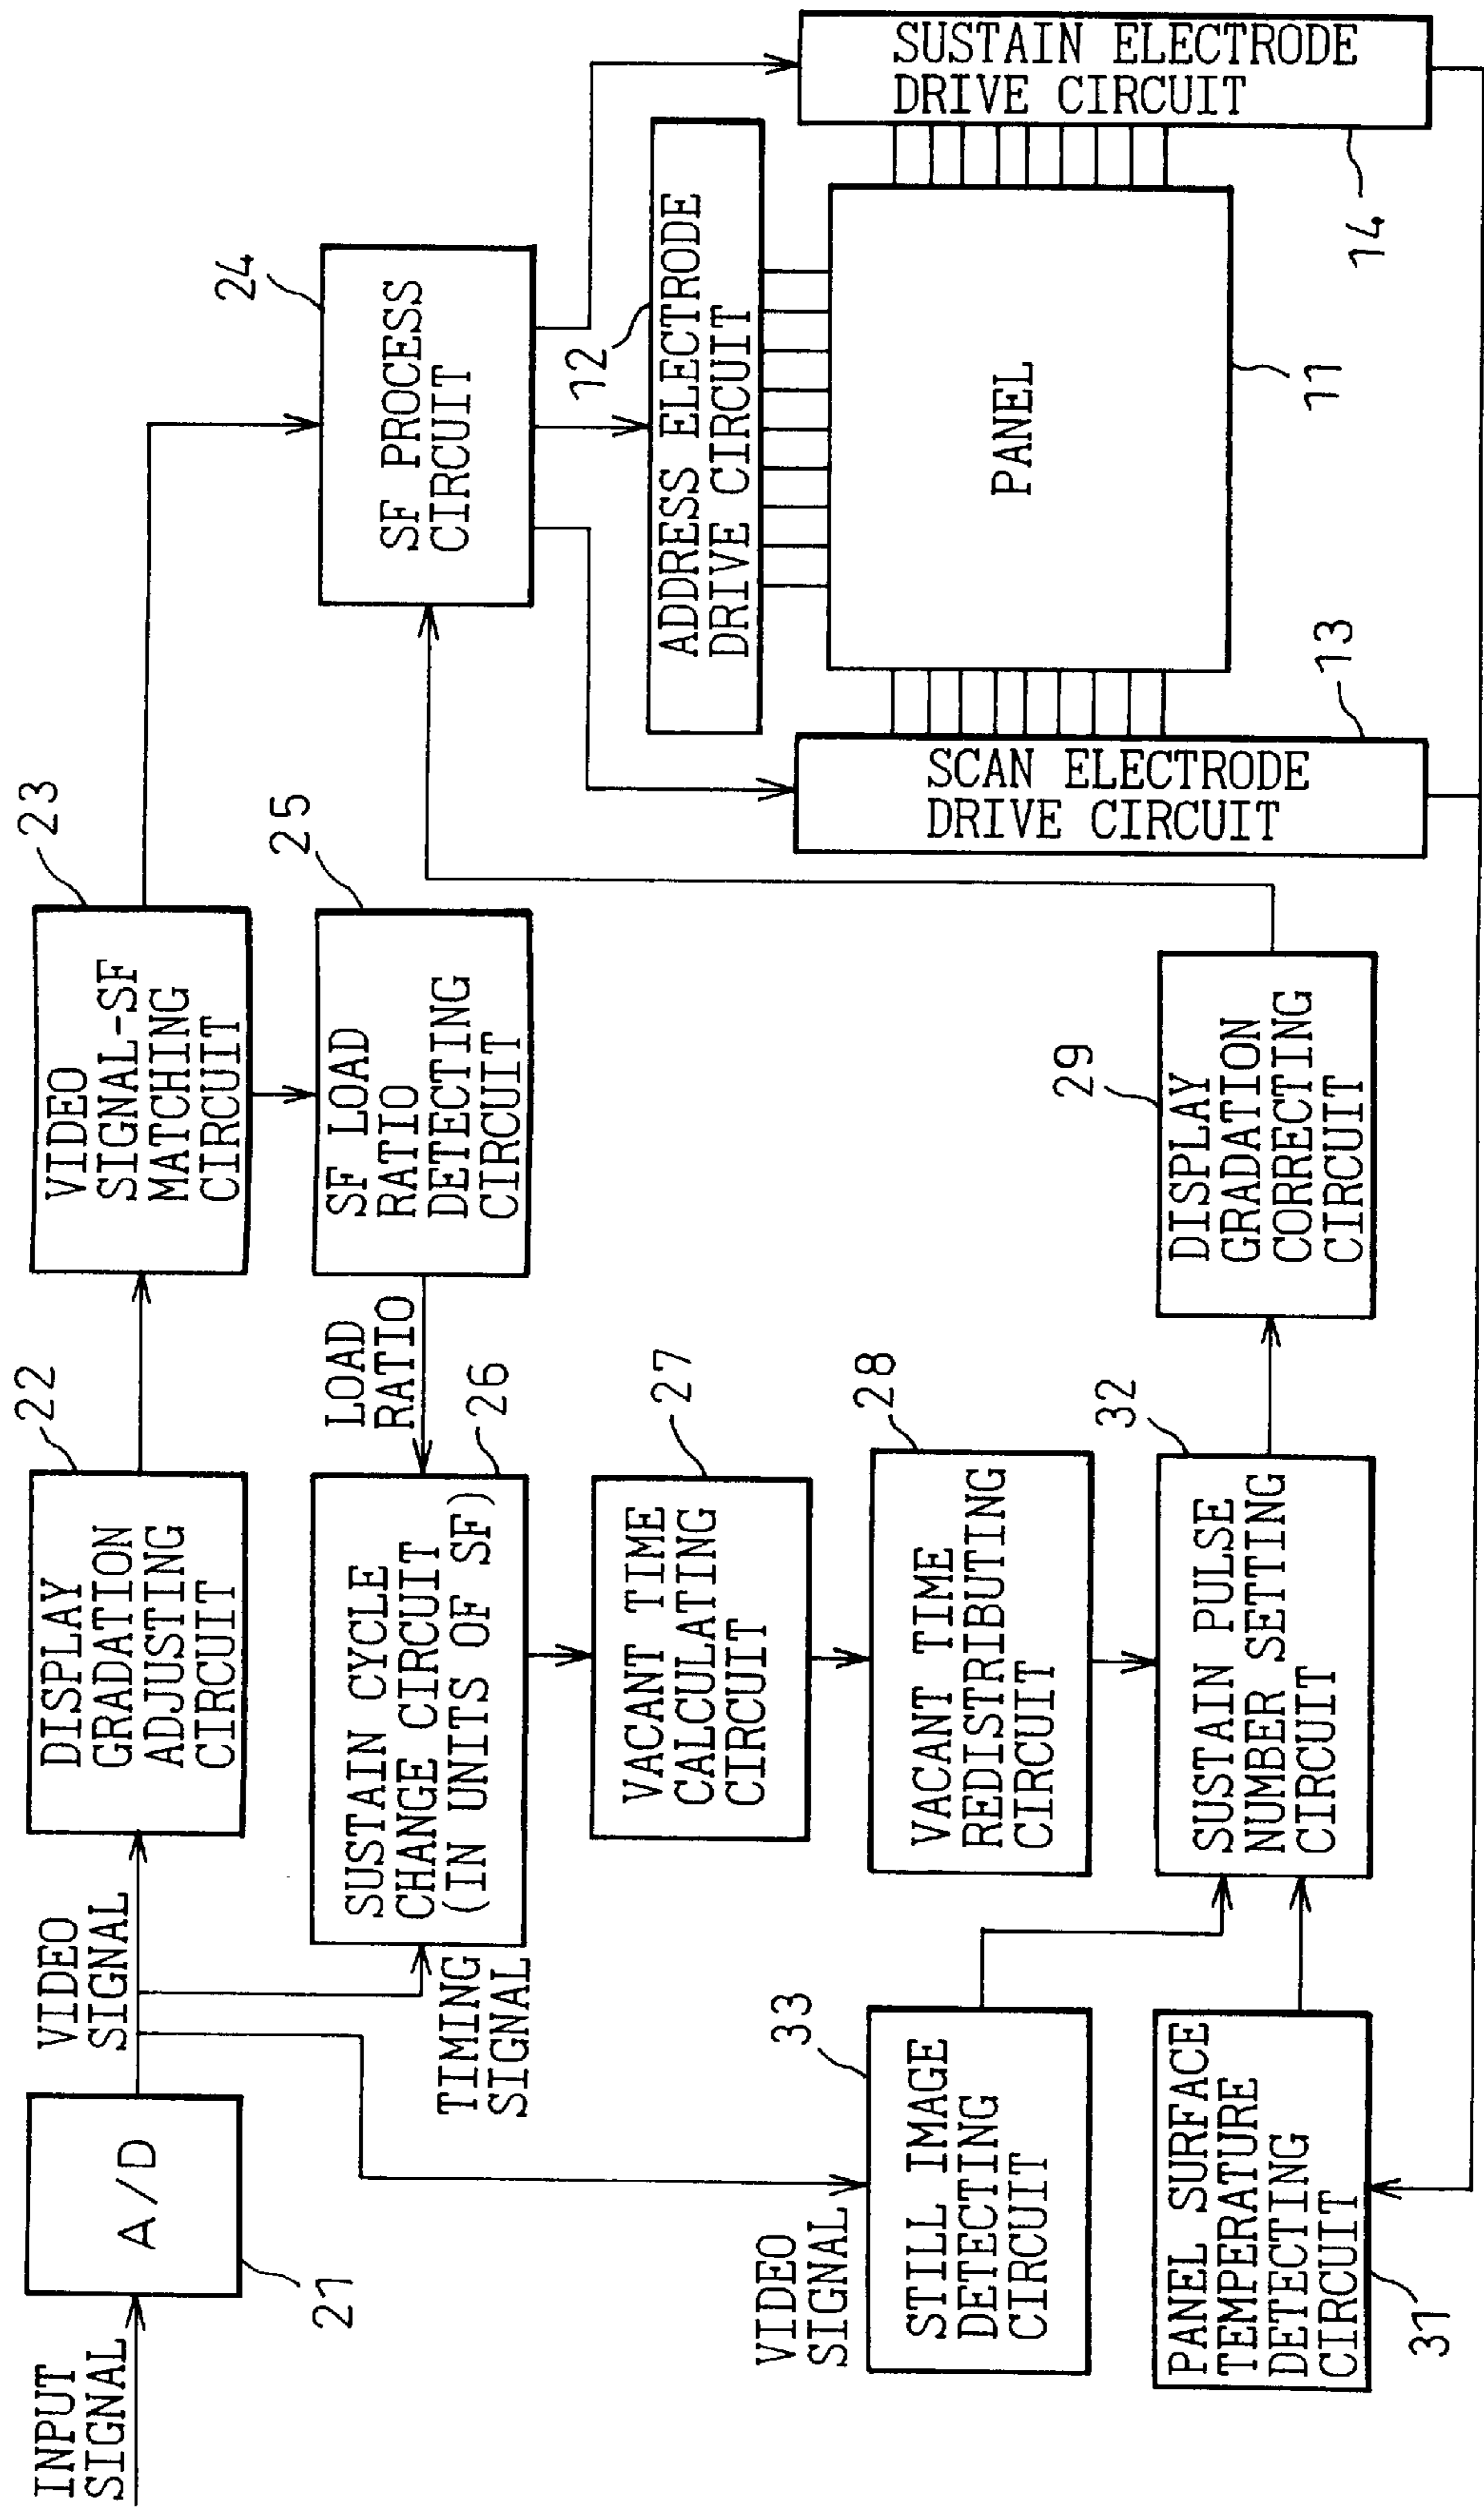 INPUT
SIGNAL
A/D
21
VIDEO
SIGNAL
DISPLAY
GRADATION
ADJUSTING
CIRCUIT
22
VIDEO
SIGNAL-SF
MATCHING
CIRCUIT
23
SF PROCESS
CIRCUIT
24
TIMING
SIGNAL
SUSTAIN CYCLE
CHANGE CIRCUIT
(IN UNITS OF SF)
26
LOAD
RATIO
SF LOAD
RATIO
DETECTING
CIRCUIT
25
VACANT TIME
CALCULATING
CIRCUIT
27
ADDRESS ELECTRODE
DRIVE CIRCUIT
12
VIDEO
SIGNAL
STILL IMAGE
DETECTING
CIRCUIT
33
VACANT TIME
REDISTRIBUTING
CIRCUIT
28
SCAN ELECTRODE
DRIVE CIRCUIT
13
PANEL
11
SUSTAIN ELECTRODE
DRIVE CIRCUIT
14
PANEL SURFACE
TEMPERATURE
DETECTING
CIRCUIT
31
SUSTAIN PULSE
NUMBER SETTING
CIRCUIT
32
DISPLAY
GRADATION
CORRECTING
CIRCUIT
29